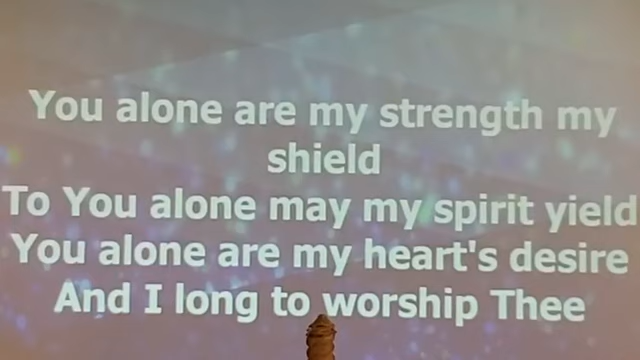 You alone are my strength my
shield
To You alone may my spirit yield
You alone are my heart's desire
And I long to worship Thee